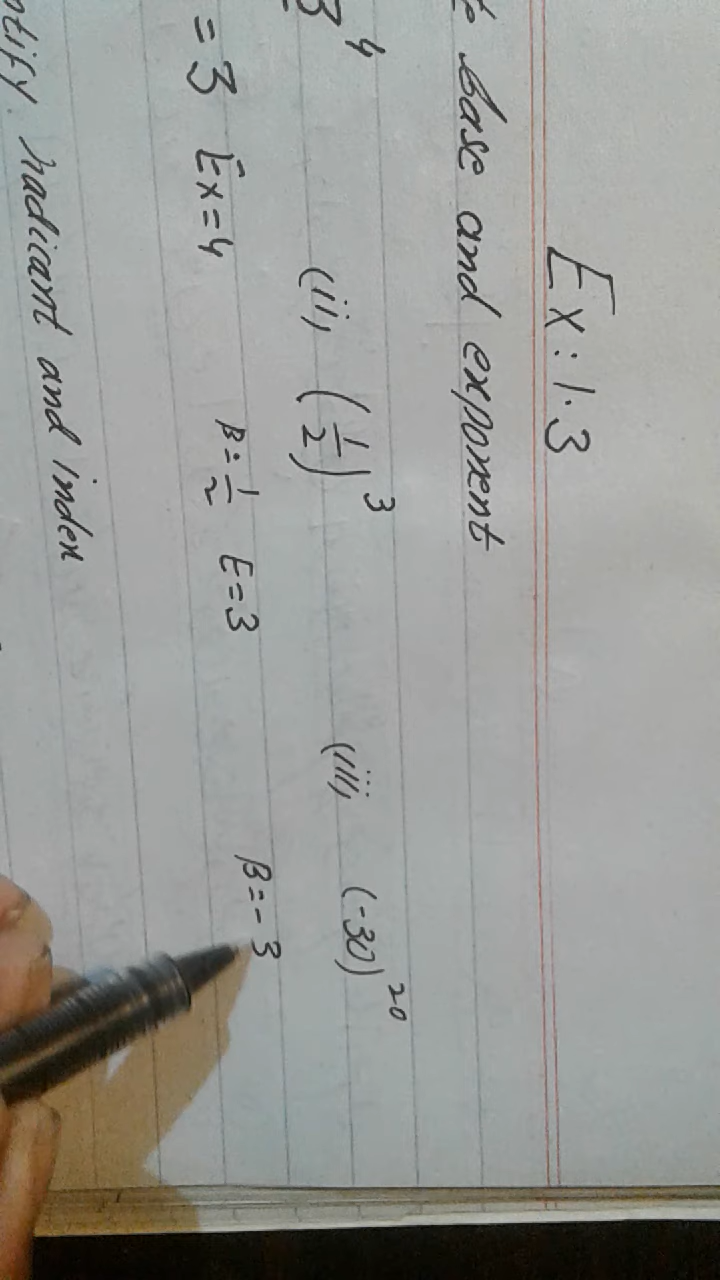 Ex:1.3
base and exponent
3⁴ (ii) (1/2)³ (iii) (-30)²⁰
=3 Ex=4 B=1/2 E=3 B=-3
radicant and index